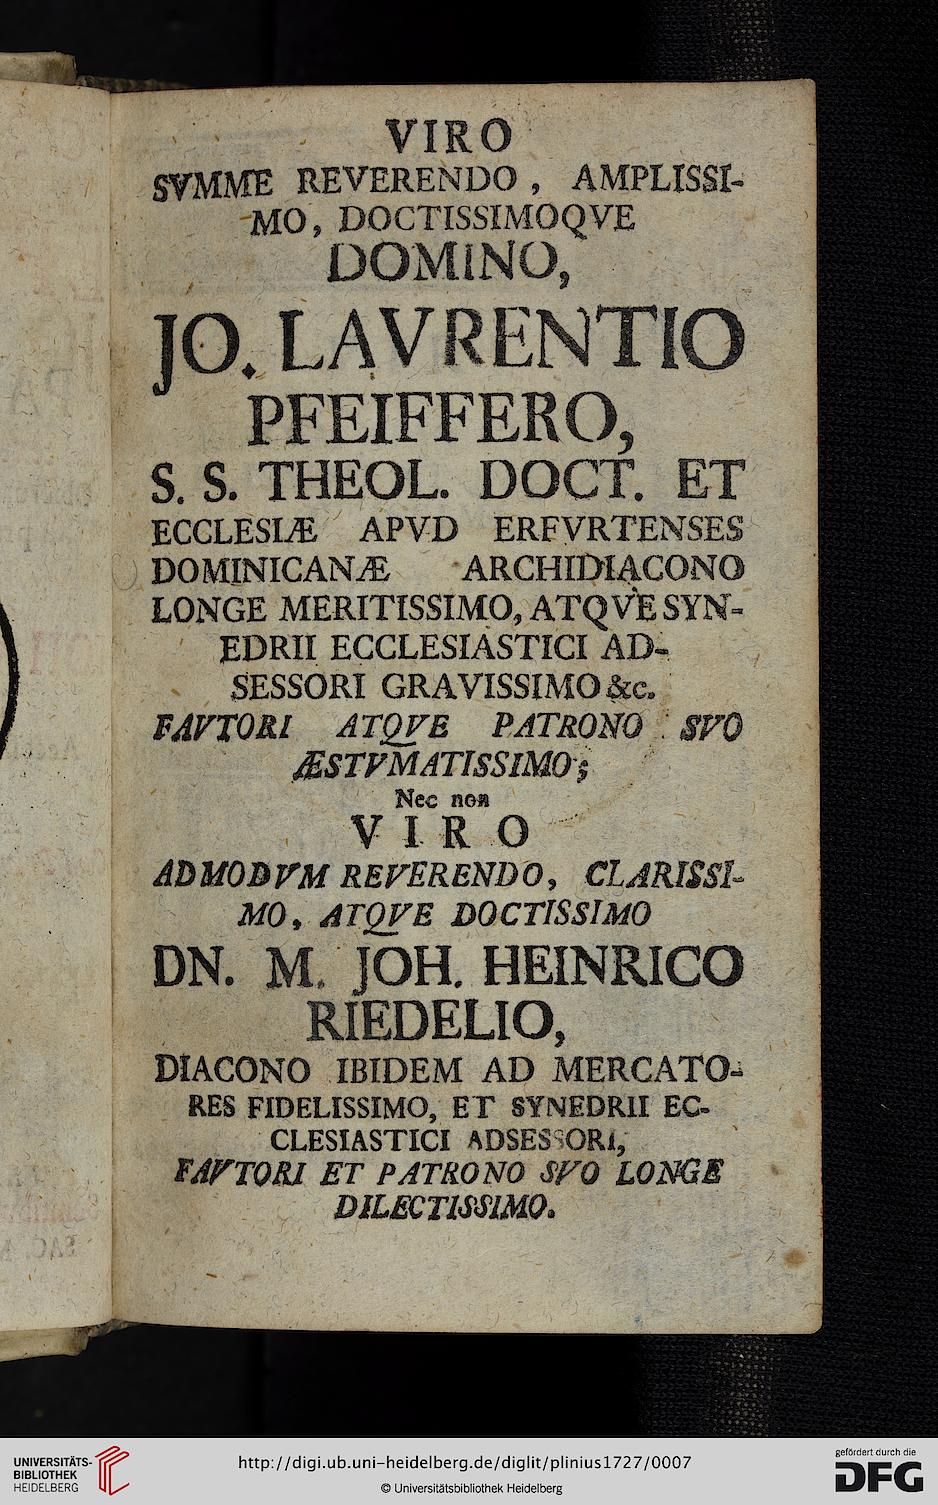 VIRO
SVMME REVERENDO, AMPLISSI-
MO, DOCTISSIMOQVE
DOMINO,
JO. LAVRENTIO
PFEIFFERO,
S. S. THEOL. DOCT. ET
ECCLESIÆ APVD ERFVRTENSES
DOMINICANÆ ARCHIDIACONO
LONGE MERITISSIMO, ATQVE SYN-
EDRII ECCLESIASTICI AD-
SESSORI GRAVISSIMO &c.
FAVTORI ATQVE PATRONO SVO
ÆSTVMATISSIMO;
Nec non
VIRO
ADMODVM REVERENDO, CLARISSI-
MO, ATQVE DOCTISSIMO
DN. M. JOH. HEINRICO
RIEDELIO,
DIACONO IBIDEM AD MERCATO-
RES FIDELISSIMO, ET SYNEDRII EC-
CLESIASTICI ADSESSORI,
FAVTORI ET PATRONO SVO LONGE
DILECTISSIMO.
UNIVERSITÄTS-
BIBLIOTHEK
HEIDELBERG
http://digi.ub.uni-heidelberg.de/diglit/plinius1727/0007
© Universitätsbibliothek Heidelberg
gefördert durch die
DFG